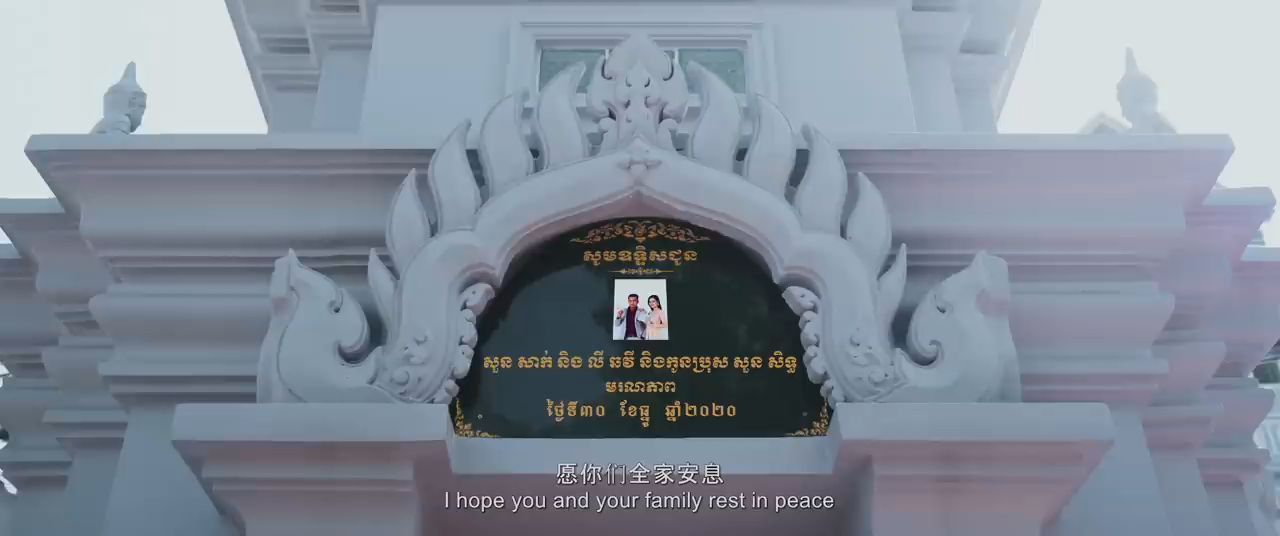 សូមឧទ្ទិសជូន
សួន សាក់ និង លី ឆវី និងកូនប្រុស សួន សិទ្ធ
មរណភាព
ថ្ងៃទី៣០ ខែធ្នូ ឆ្នាំ២០២០
愿你们全家安息
I hope you and your family rest in peace